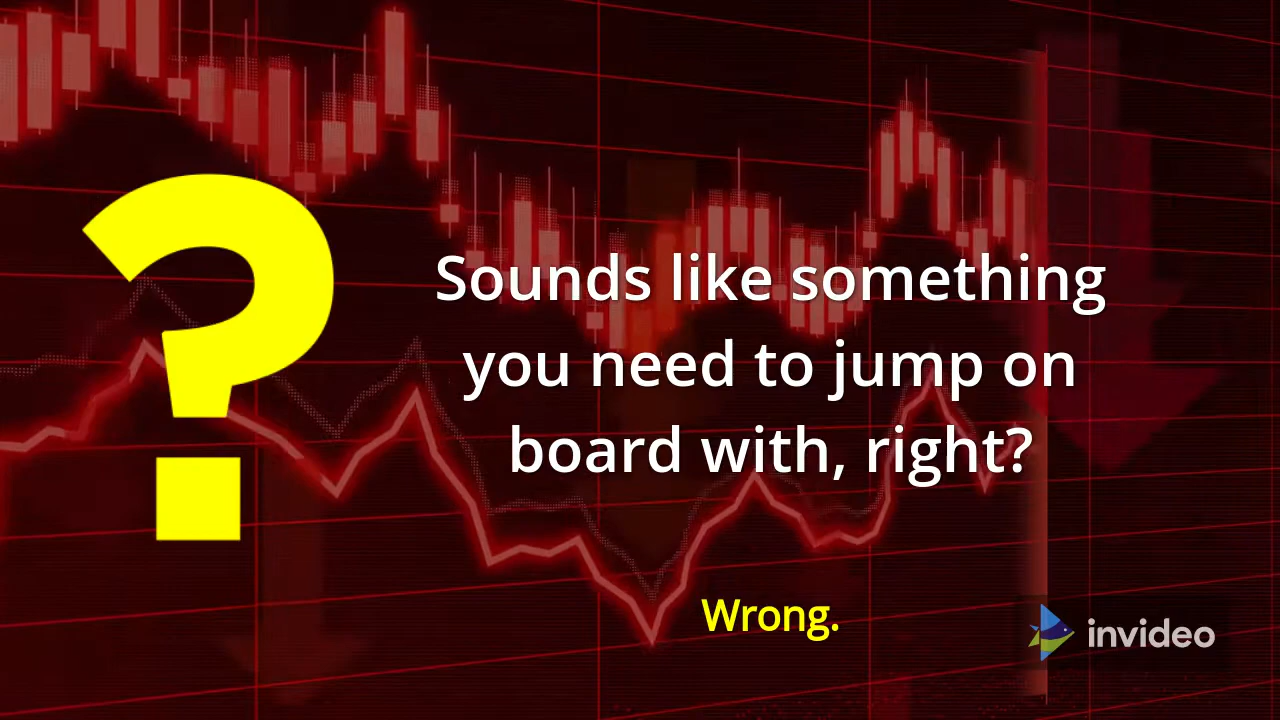 ?
Sounds like something
you need to jump on
board with, right?
Wrong.
invideo